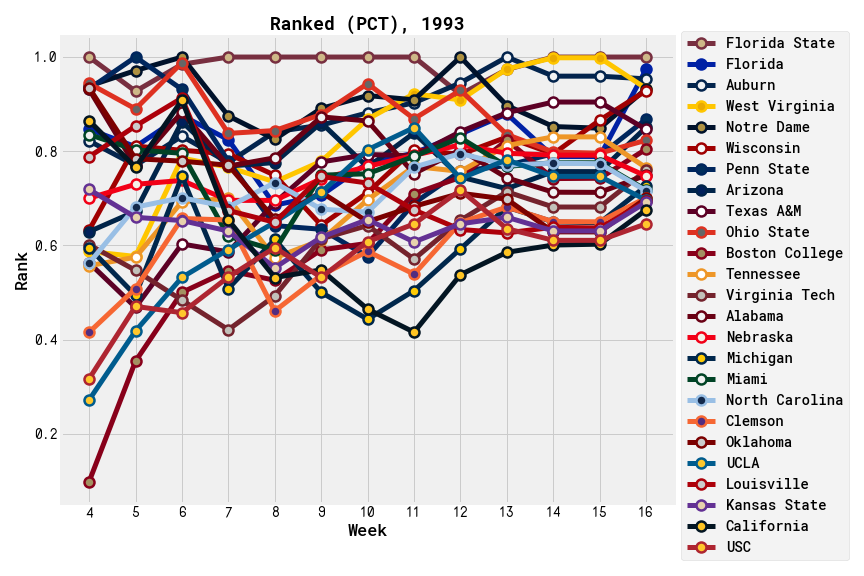 Ranked (PCT), 1993
1.0
0.8
0.6
0.4
0.2
Rank
4 5 6 7 8 9 10 11 12 13 14 15 16
Week
Florida State
Florida
Auburn
West Virginia
Notre Dame
Wisconsin
Penn State
Arizona
Texas A&M
Ohio State
Boston College
Tennessee
Virginia Tech
Alabama
Nebraska
Michigan
Miami
North Carolina
Clemson
Oklahoma
UCLA
Louisville
Kansas State
California
USC